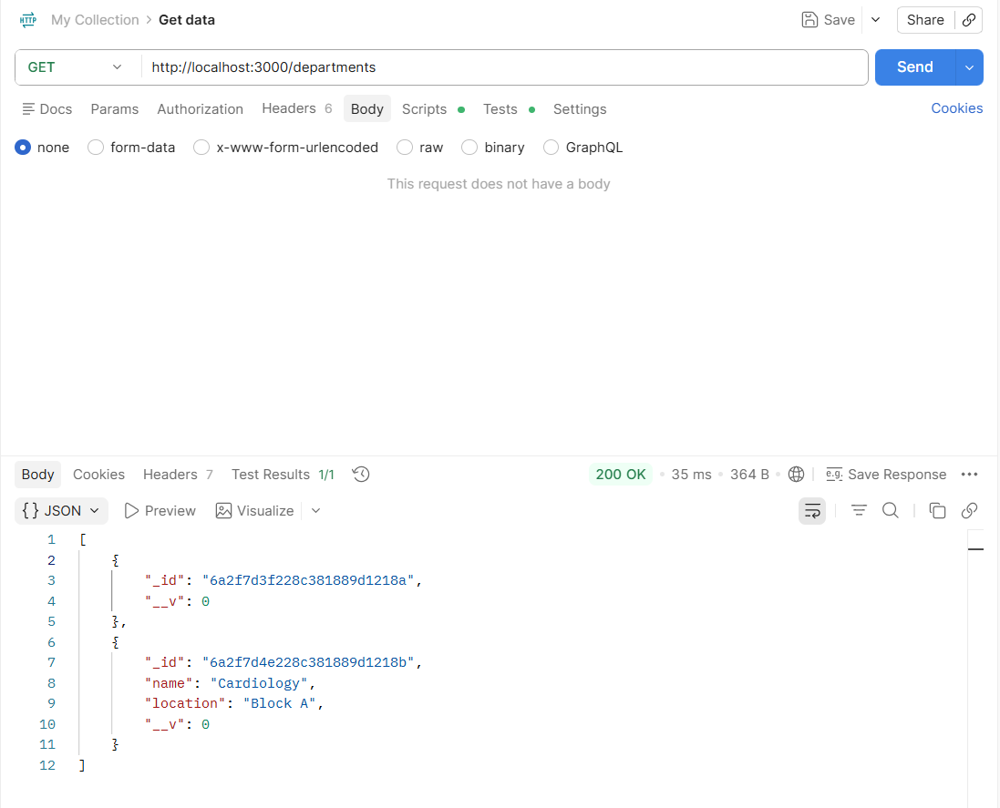 HTTP My Collection > Get data Save Share
GET http://localhost:3000/departments Send
Docs Params Authorization Headers 6 Body Scripts Tests Settings Cookies
none form-data x-www-form-urlencoded raw binary GraphQL
This request does not have a body
Body Cookies Headers 7 Test Results 1/1 200 OK • 35 ms • 364 B • e.g. Save Response
{} JSON Preview Visualize
1 [
2 {
3 "_id": "6a2f7d3f228c381889d1218a",
4 "__v": 0
5 },
6 {
7 "_id": "6a2f7d4e228c381889d1218b",
8 "name": "Cardiology",
9 "location": "Block A",
10 "__v": 0
11 }
12 ]